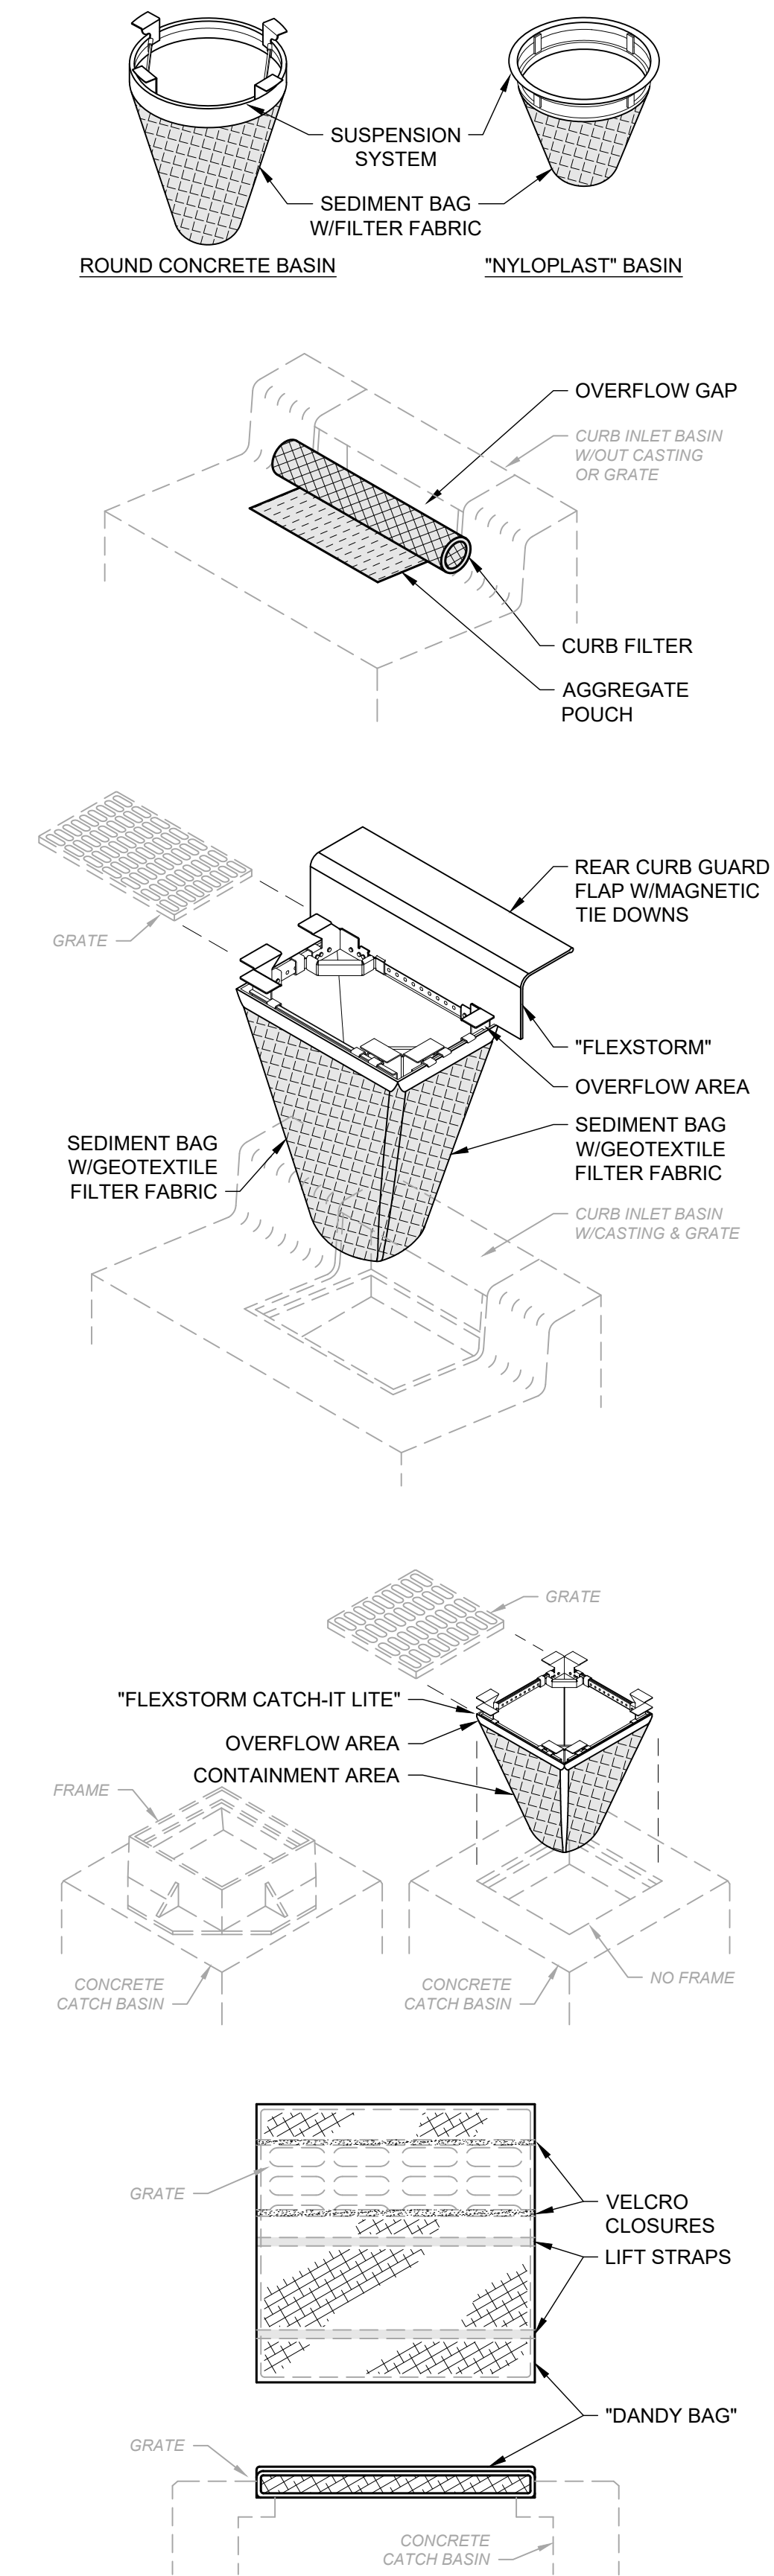 SUSPENSION
SYSTEM
SEDIMENT BAG
W/FILTER FABRIC
ROUND CONCRETE BASIN
"NYLOPLAST" BASIN
OVERFLOW GAP
CURB INLET BASIN
W/OUT CASTING
OR GRATE
CURB FILTER
AGGREGATE
POUCH
REAR CURB GUARD
FLAP W/MAGNETIC
TIE DOWNS
GRATE
"FLEXSTORM"
OVERFLOW AREA
SEDIMENT BAG
W/GEOTEXTILE
FILTER FABRIC
SEDIMENT BAG
W/GEOTEXTILE
FILTER FABRIC
CURB INLET BASIN
W/CASTING & GRATE
GRATE
"FLEXSTORM CATCH-IT LITE"
OVERFLOW AREA
CONTAINMENT AREA
FRAME
CONCRETE
CATCH BASIN
CONCRETE
CATCH BASIN
NO FRAME
GRATE
VELCRO
CLOSURES
LIFT STRAPS
"DANDY BAG"
GRATE
CONCRETE
CATCH BASIN